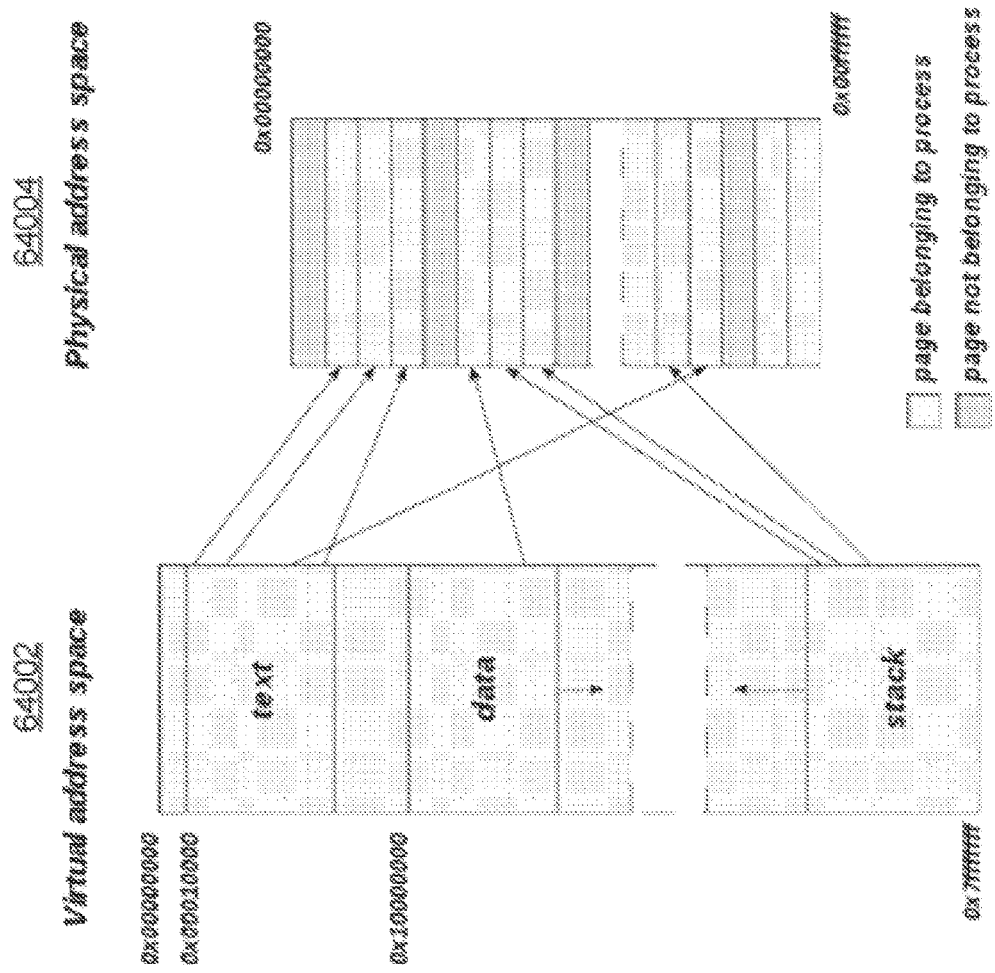 64002
Virtual address space
0x00000000
0x00010000
0x10000000
0x7fffffff
text
data
stack
64004
Physical address space
0x00000000
0x00ffffff
page belonging to process
page not belonging to process